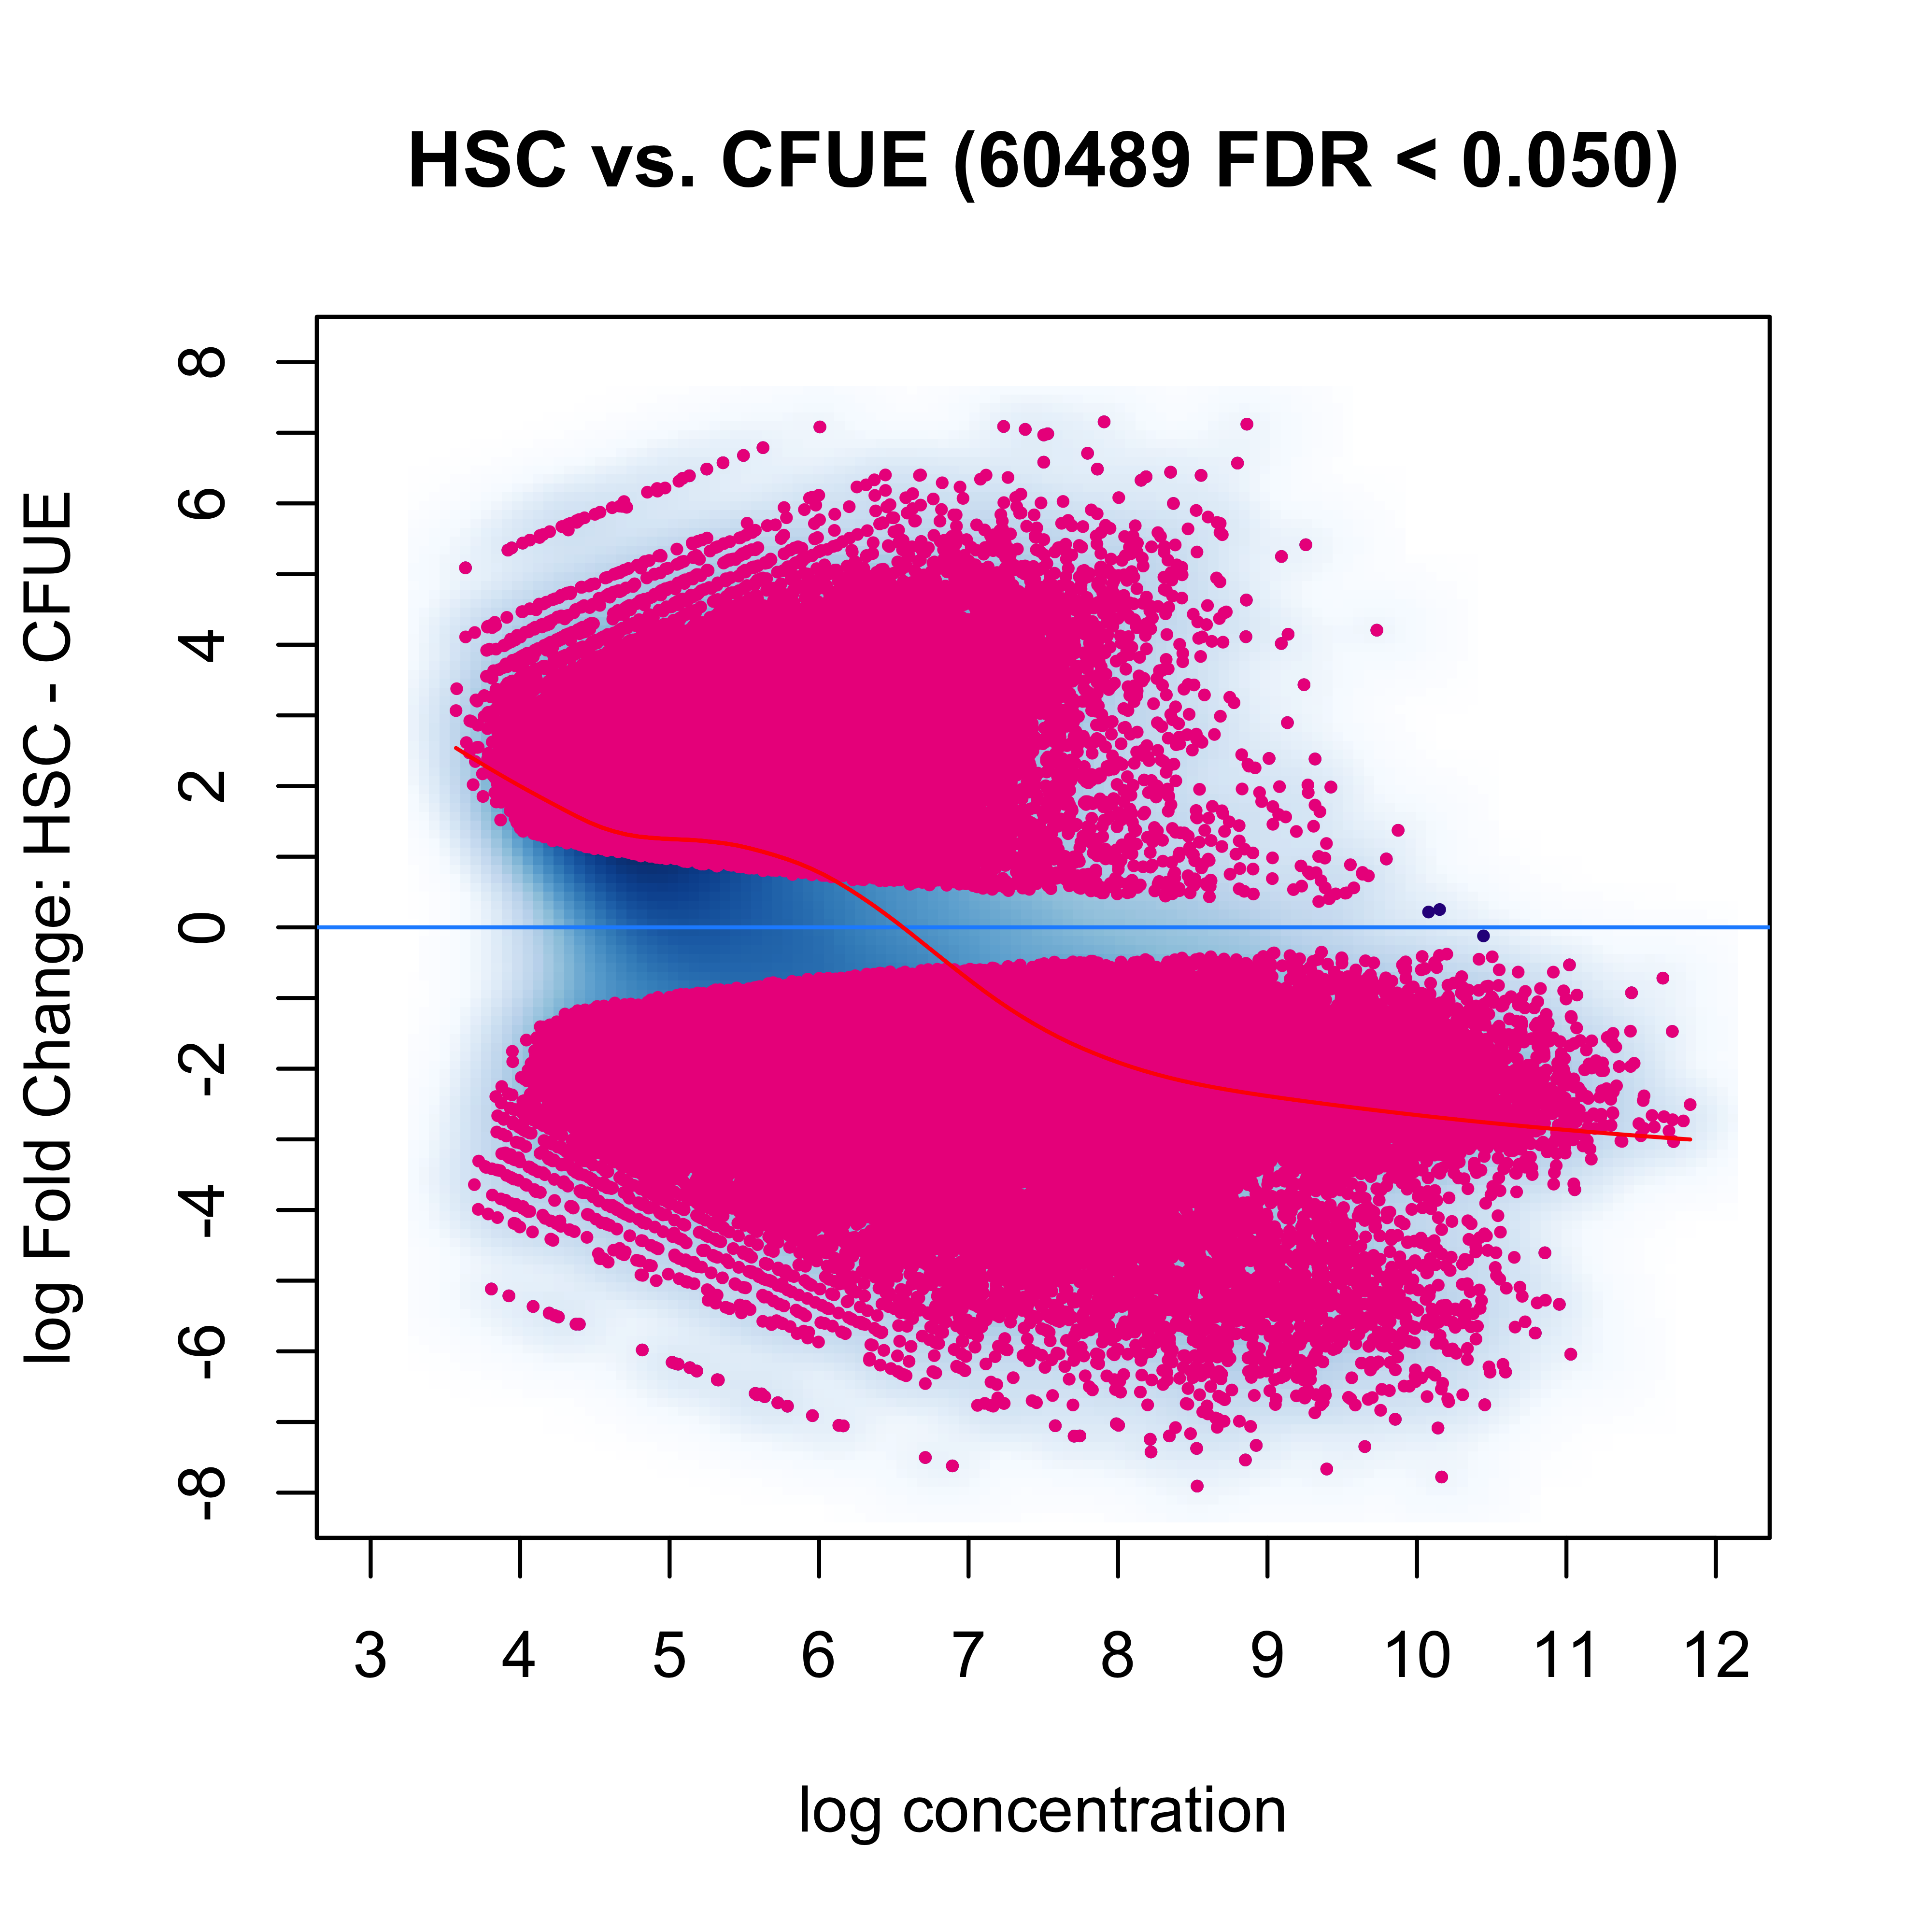 HSC vs. CFUE (60489 FDR < 0.050)
log Fold Change: HSC - CFUE
8
6
4
2
0
-2
-4
-6
-8
3 4 5 6 7 8 9 10 11 12
log concentration